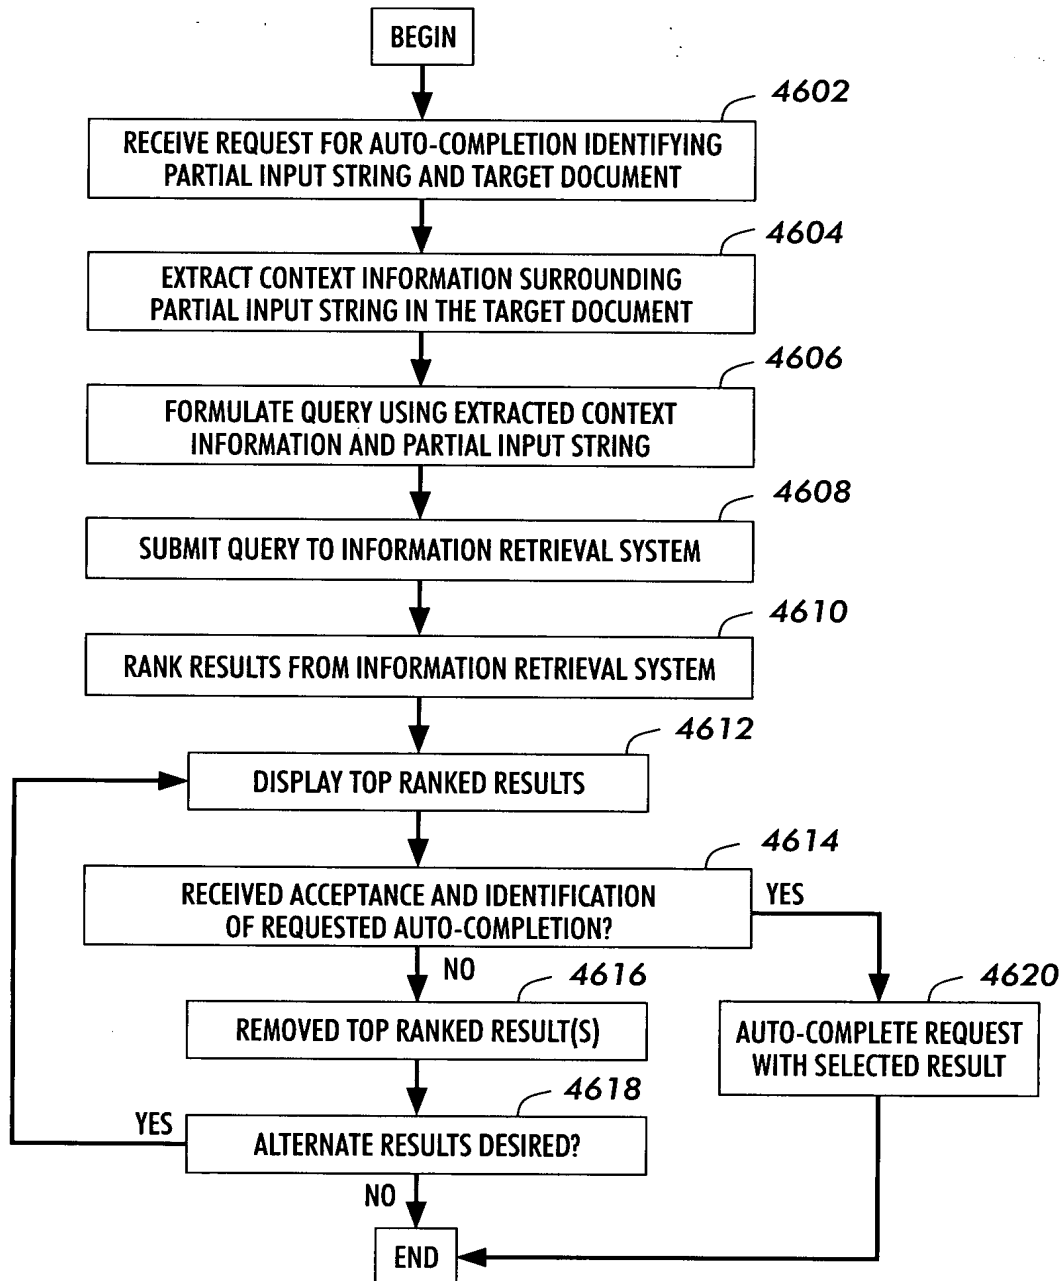 BEGIN
4602
RECEIVE REQUEST FOR AUTO-COMPLETION IDENTIFYING
PARTIAL INPUT STRING AND TARGET DOCUMENT
4604
EXTRACT CONTEXT INFORMATION SURROUNDING
PARTIAL INPUT STRING IN THE TARGET DOCUMENT
4606
FORMULATE QUERY USING EXTRACTED CONTEXT
INFORMATION AND PARTIAL INPUT STRING
4608
SUBMIT QUERY TO INFORMATION RETRIEVAL SYSTEM
4610
RANK RESULTS FROM INFORMATION RETRIEVAL SYSTEM
4612
DISPLAY TOP RANKED RESULTS
4614
RECEIVED ACCEPTANCE AND IDENTIFICATION
OF REQUESTED AUTO-COMPLETION?
YES
NO
4616
REMOVED TOP RANKED RESULT(S)
4620
AUTO-COMPLETE REQUEST
WITH SELECTED RESULT
4618
YES
ALTERNATE RESULTS DESIRED?
NO
END